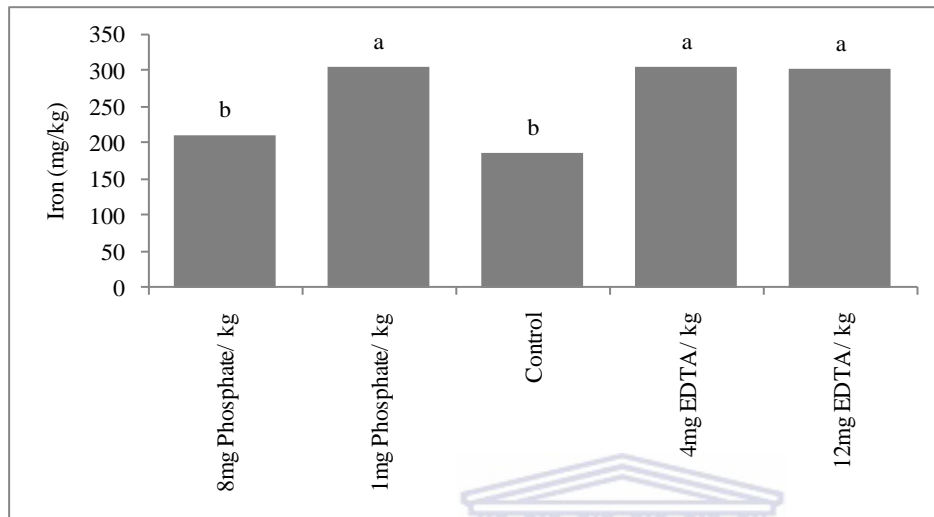 350
300
250
200
150
100
50
0
Iron (mg/kg)
b
a
b
a
a
8mg Phosphate/ kg
1mg Phosphate/ kg
Control
4mg EDTA/ kg
12mg EDTA/ kg